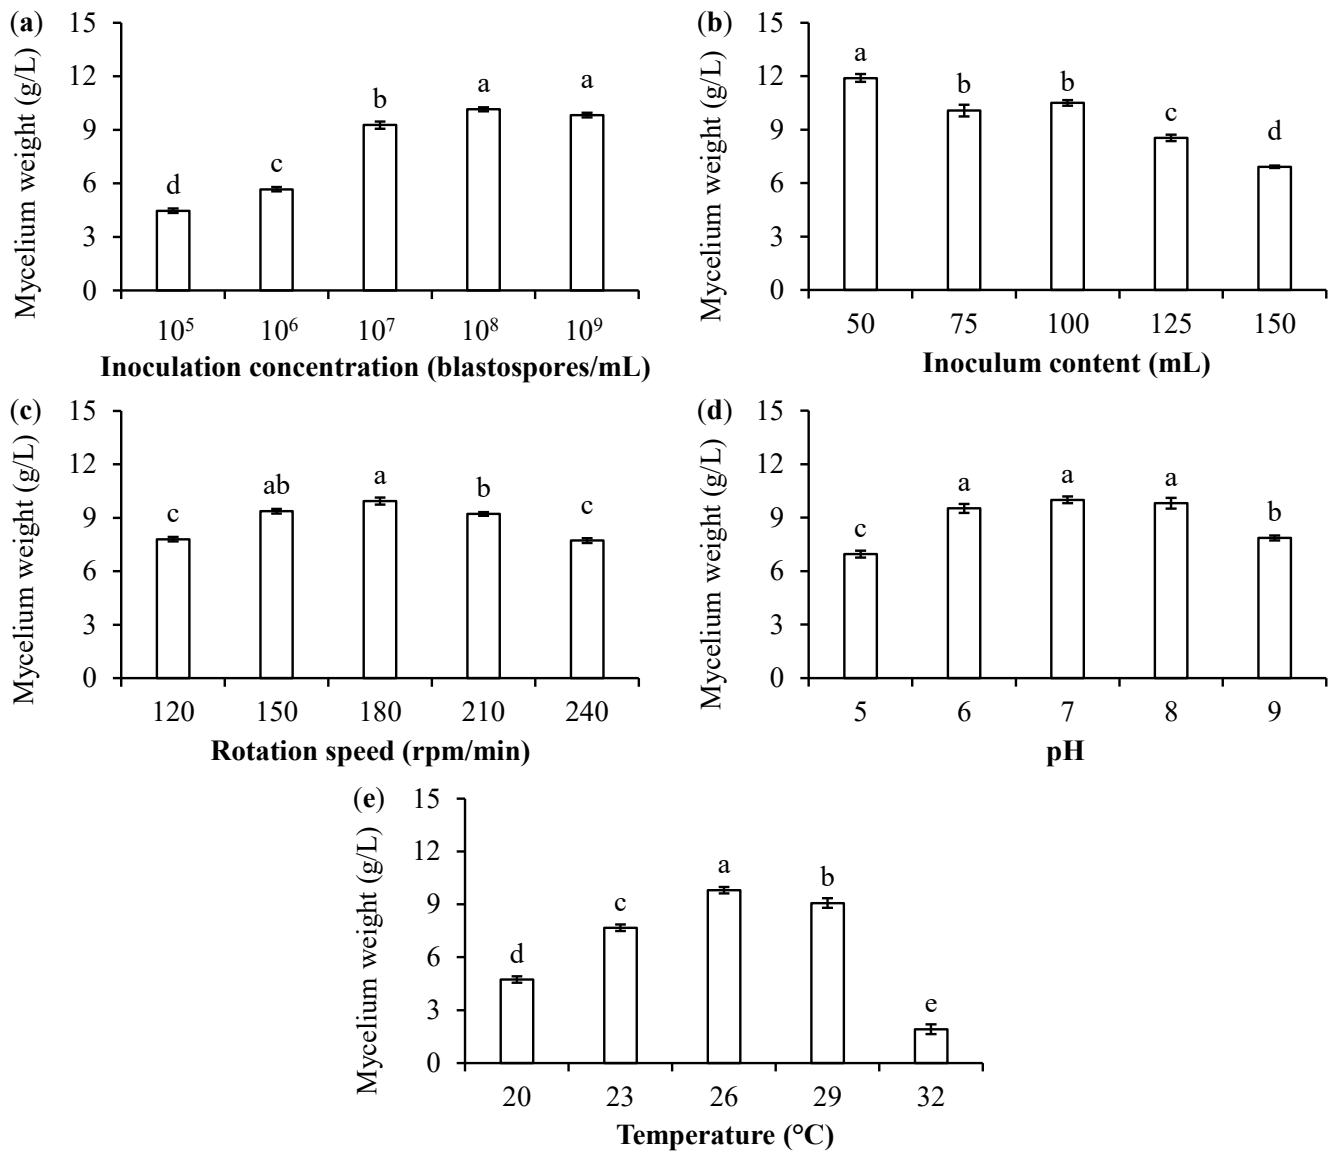 (a)
Mycelium weight (g/L)
15
12
9
6
3
0
d
c
b
a
a
10⁵ 10⁶ 10⁷ 10⁸ 10⁹
Inoculation concentration (blastospores/mL)
(b)
Mycelium weight (g/L)
15
12
9
6
3
0
a
b
b
c
d
50 75 100 125 150
Inoculum content (mL)
(c)
Mycelium weight (g/L)
15
12
9
6
3
0
c
ab
a
b
c
120 150 180 210 240
Rotation speed (rpm/min)
(d)
Mycelium weight (g/L)
15
12
9
6
3
0
c
a
a
a
b
5 6 7 8 9
pH
(e)
Mycelium weight (g/L)
15
12
9
6
3
0
d
c
a
b
e
20 23 26 29 32
Temperature (°C)